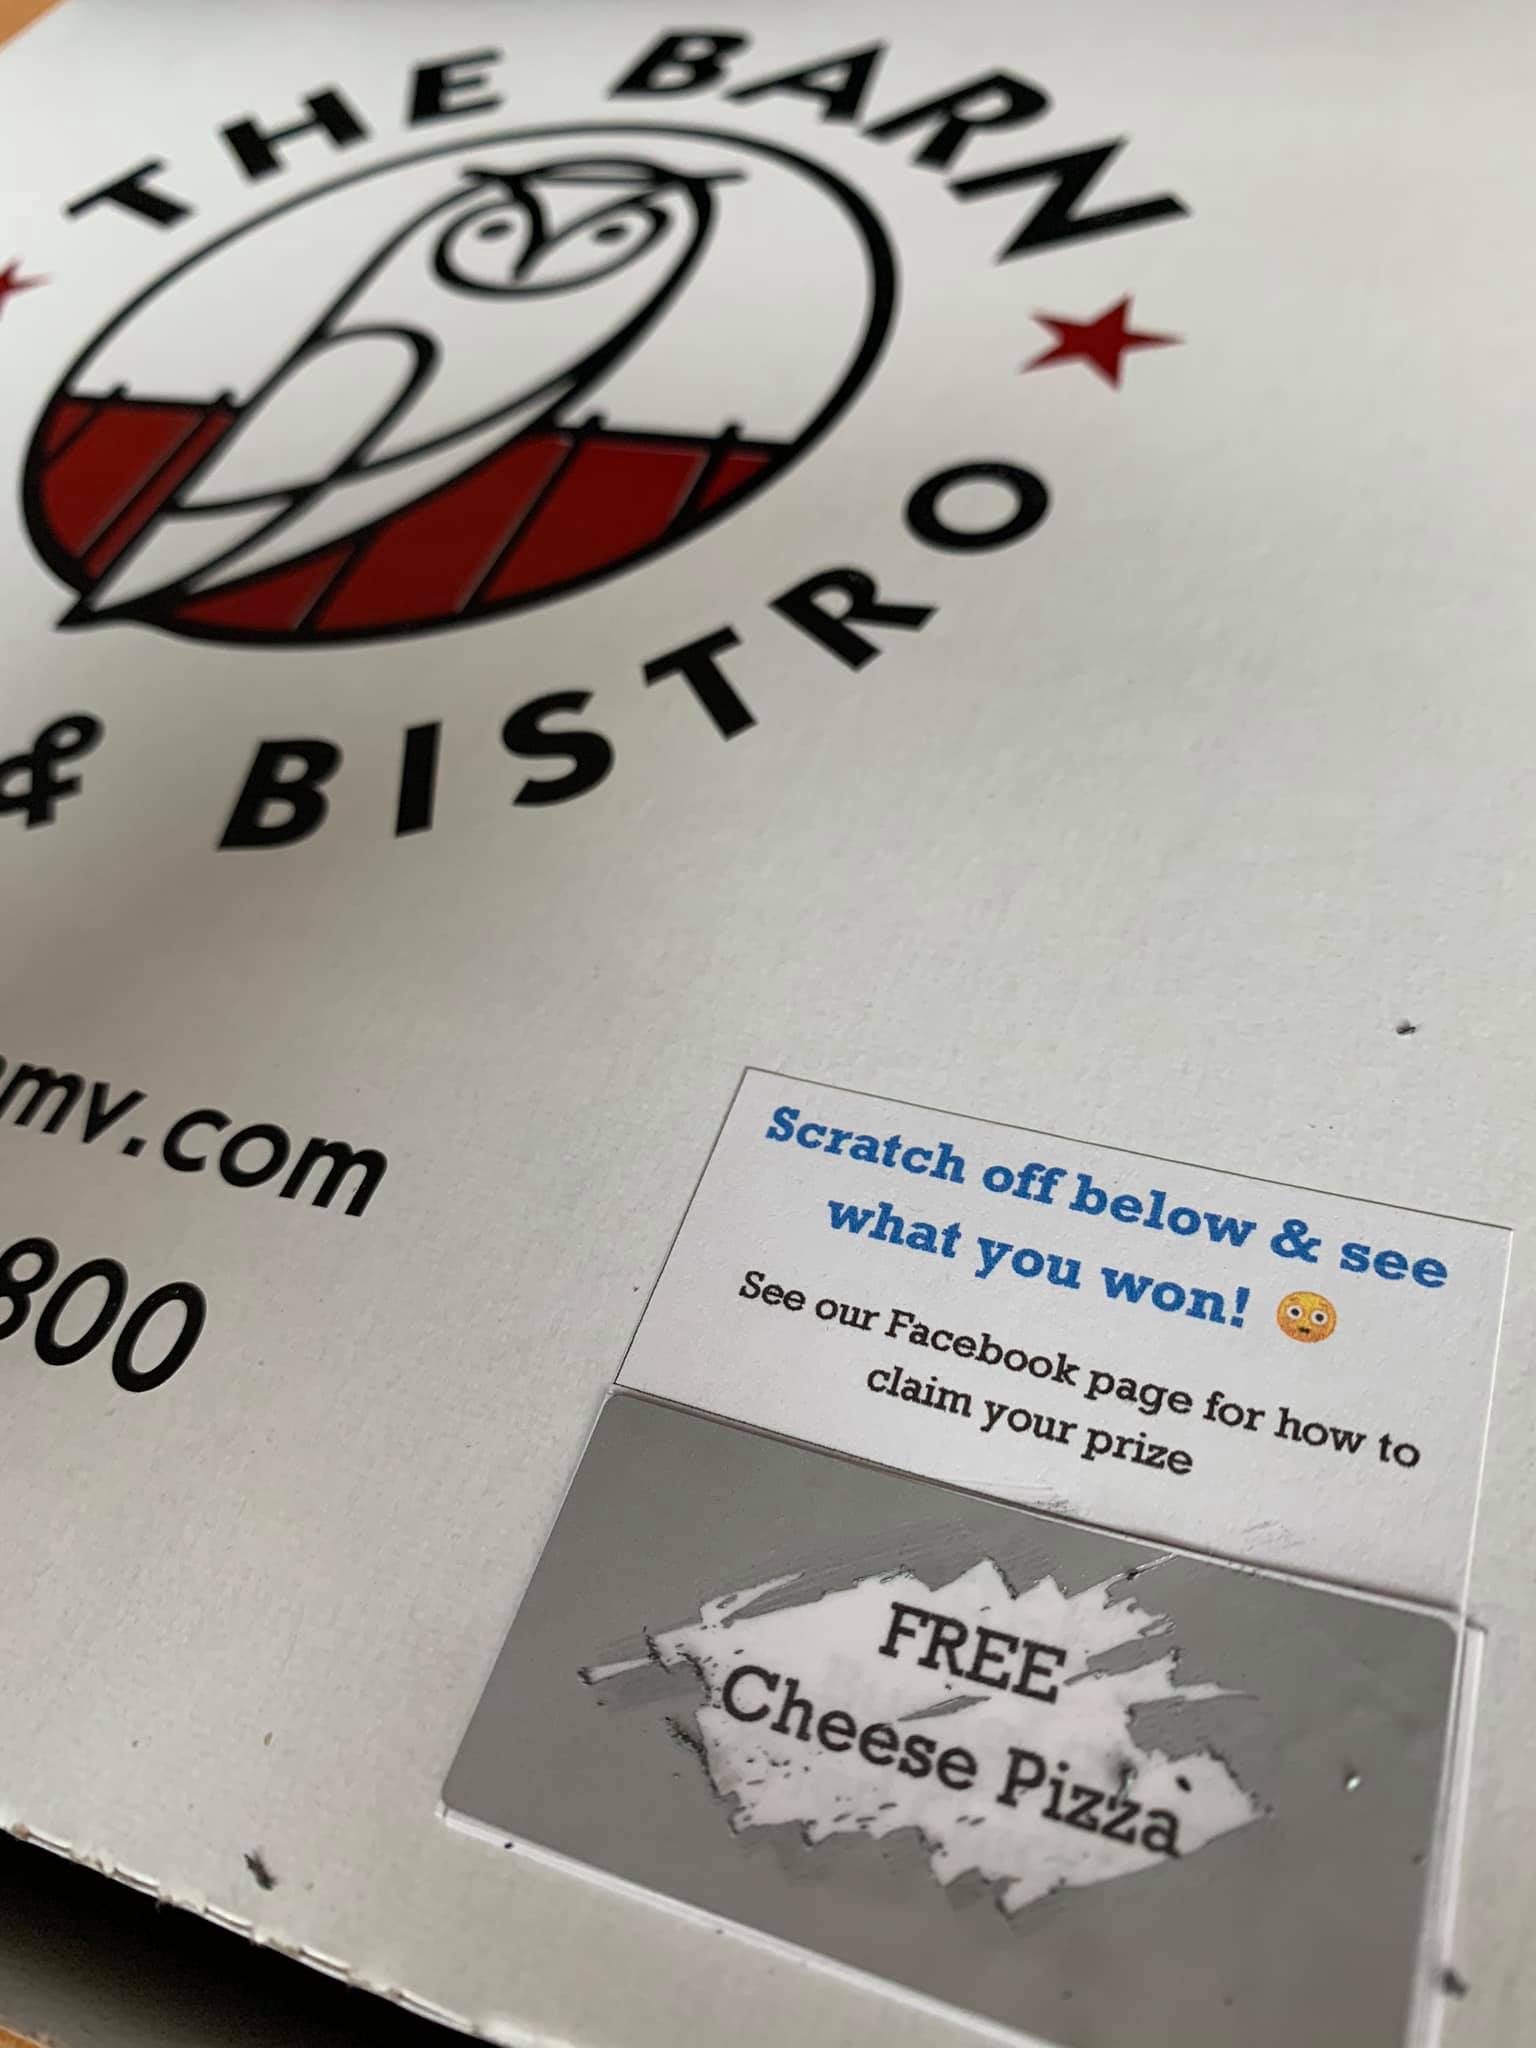 THE BARN
& BISTRO
mv.com
800
Scratch off below & see
what you won! 😳
See our Facebook page for how to
claim your prize
FREE
Cheese Pizza